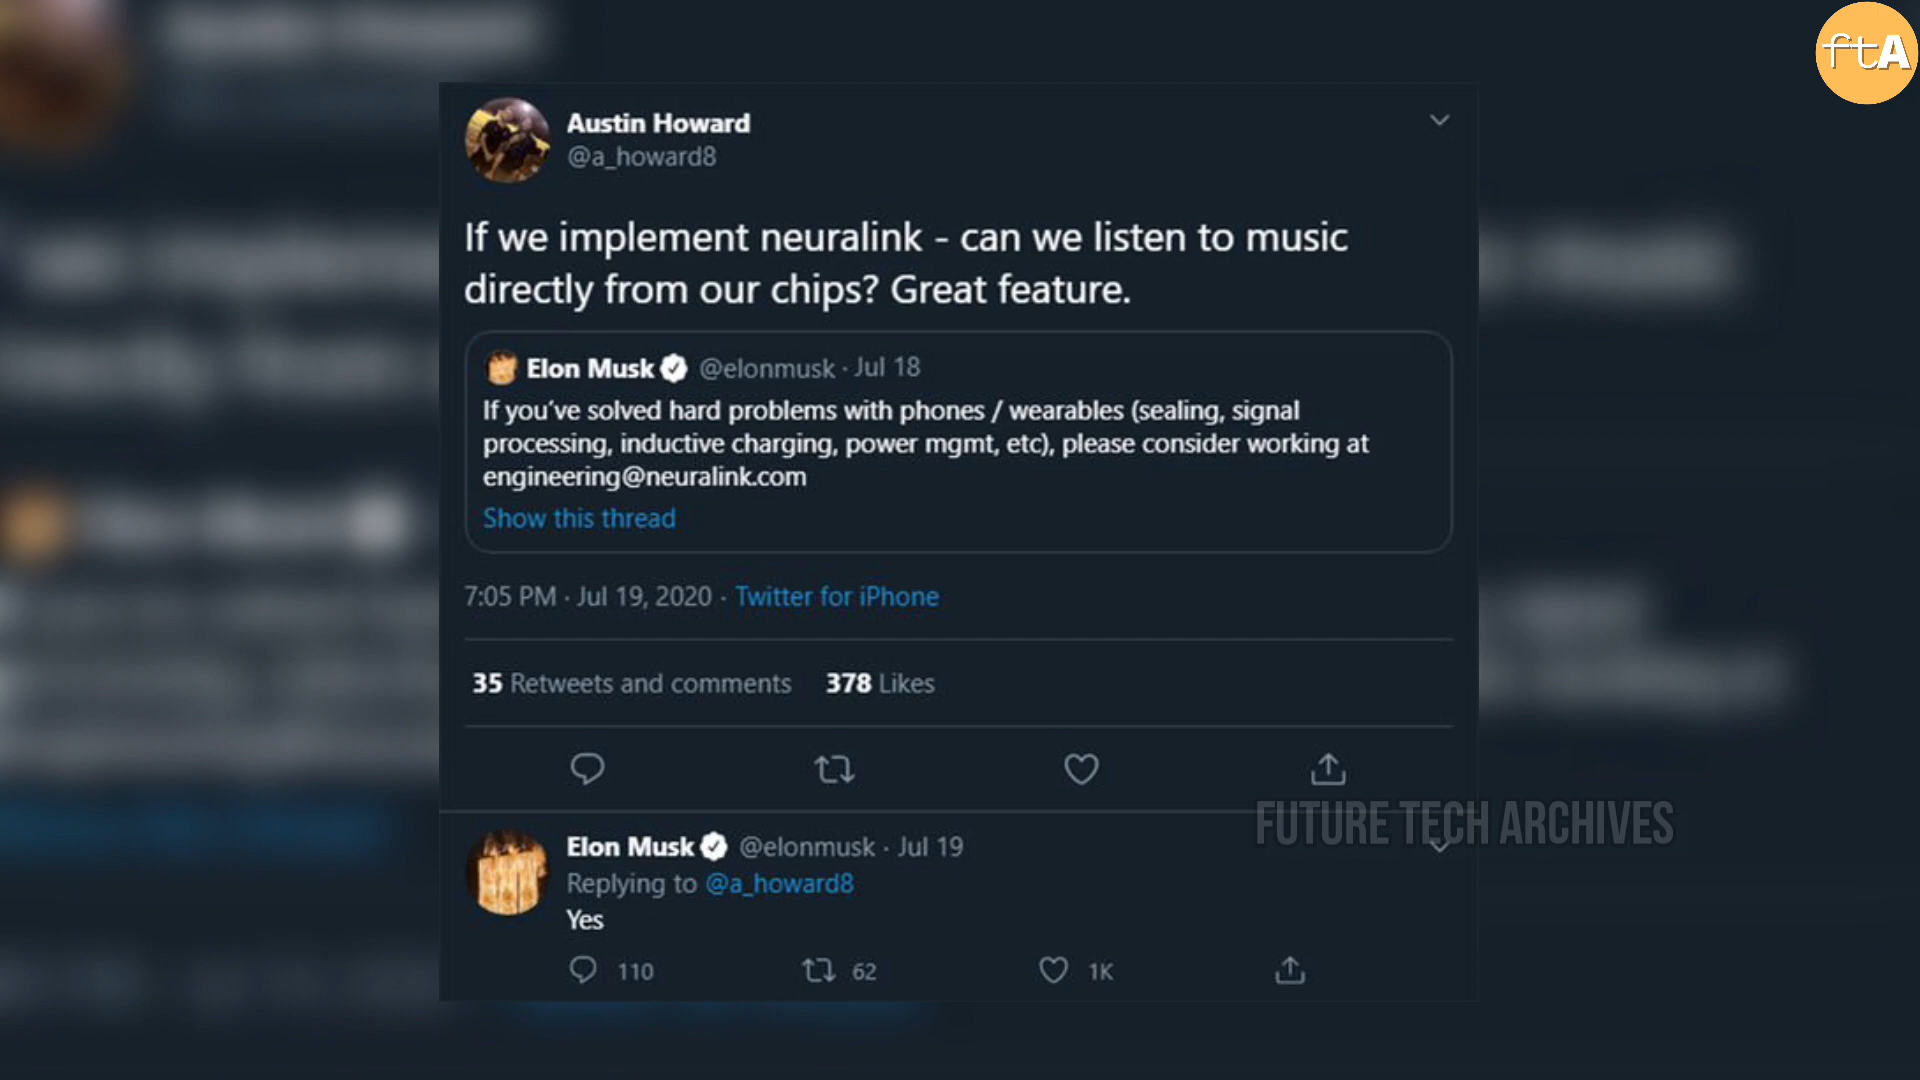 ftA
Austin Howard
@a_howard8
If we implement neuralink - can we listen to music
directly from our chips? Great feature.
Elon Musk @elonmusk · Jul 18
If you've solved hard problems with phones / wearables (sealing, signal
processing, inductive charging, power mgmt, etc), please consider working at
engineering@neuralink.com
Show this thread
7:05 PM · Jul 19, 2020 · Twitter for iPhone
35 Retweets and comments 378 Likes
FUTURE TECH ARCHIVES
Elon Musk @elonmusk · Jul 19
Replying to @a_howard8
Yes
110 62 1K